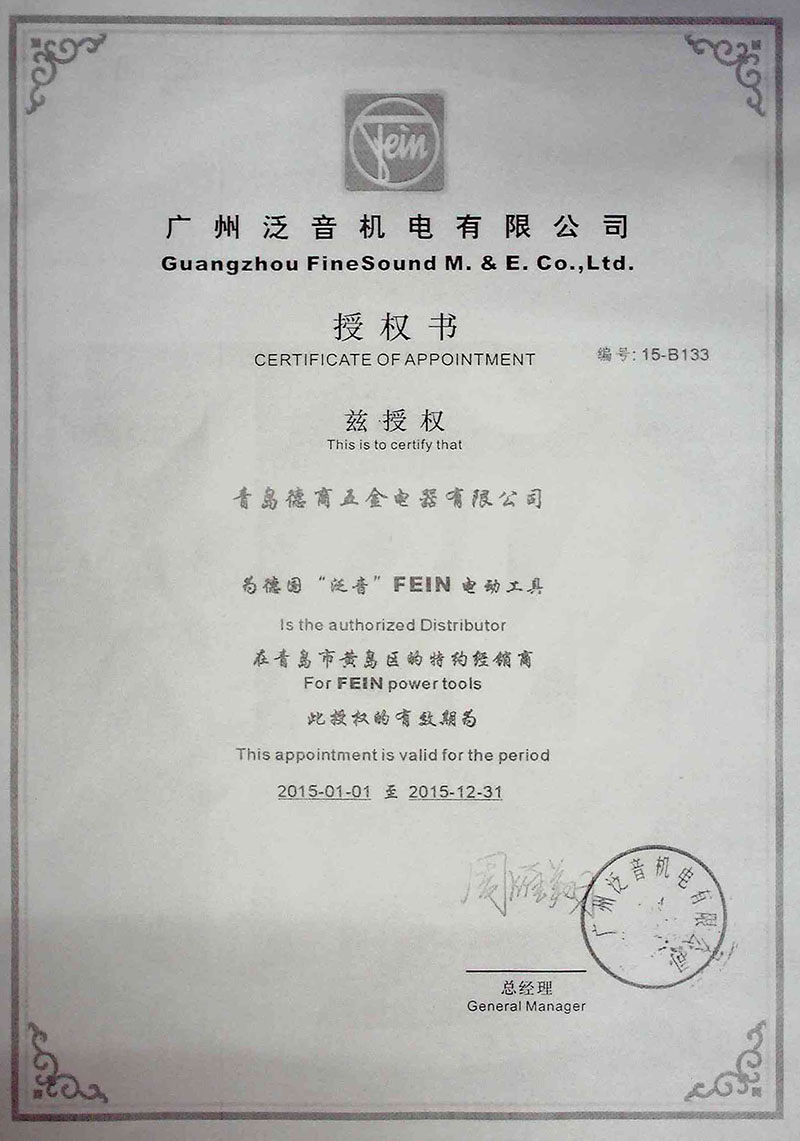 Fein
广州泛音机电有限公司
Guangzhou FineSound M. & E. Co.,Ltd.
授权书
CERTIFICATE OF APPOINTMENT
编号: 15-B133
兹授权
This is to certify that
青岛德商五金电器有限公司
为德国“泛音”FEIN 电动工具
Is the authorized Distributor
在青岛市黄岛区的特约经销商
For FEIN power tools
此授权的有效期为
This appointment is valid for the period
2015-01-01 至 2015-12-31
广州泛音机电有限公司
总经理
General Manager